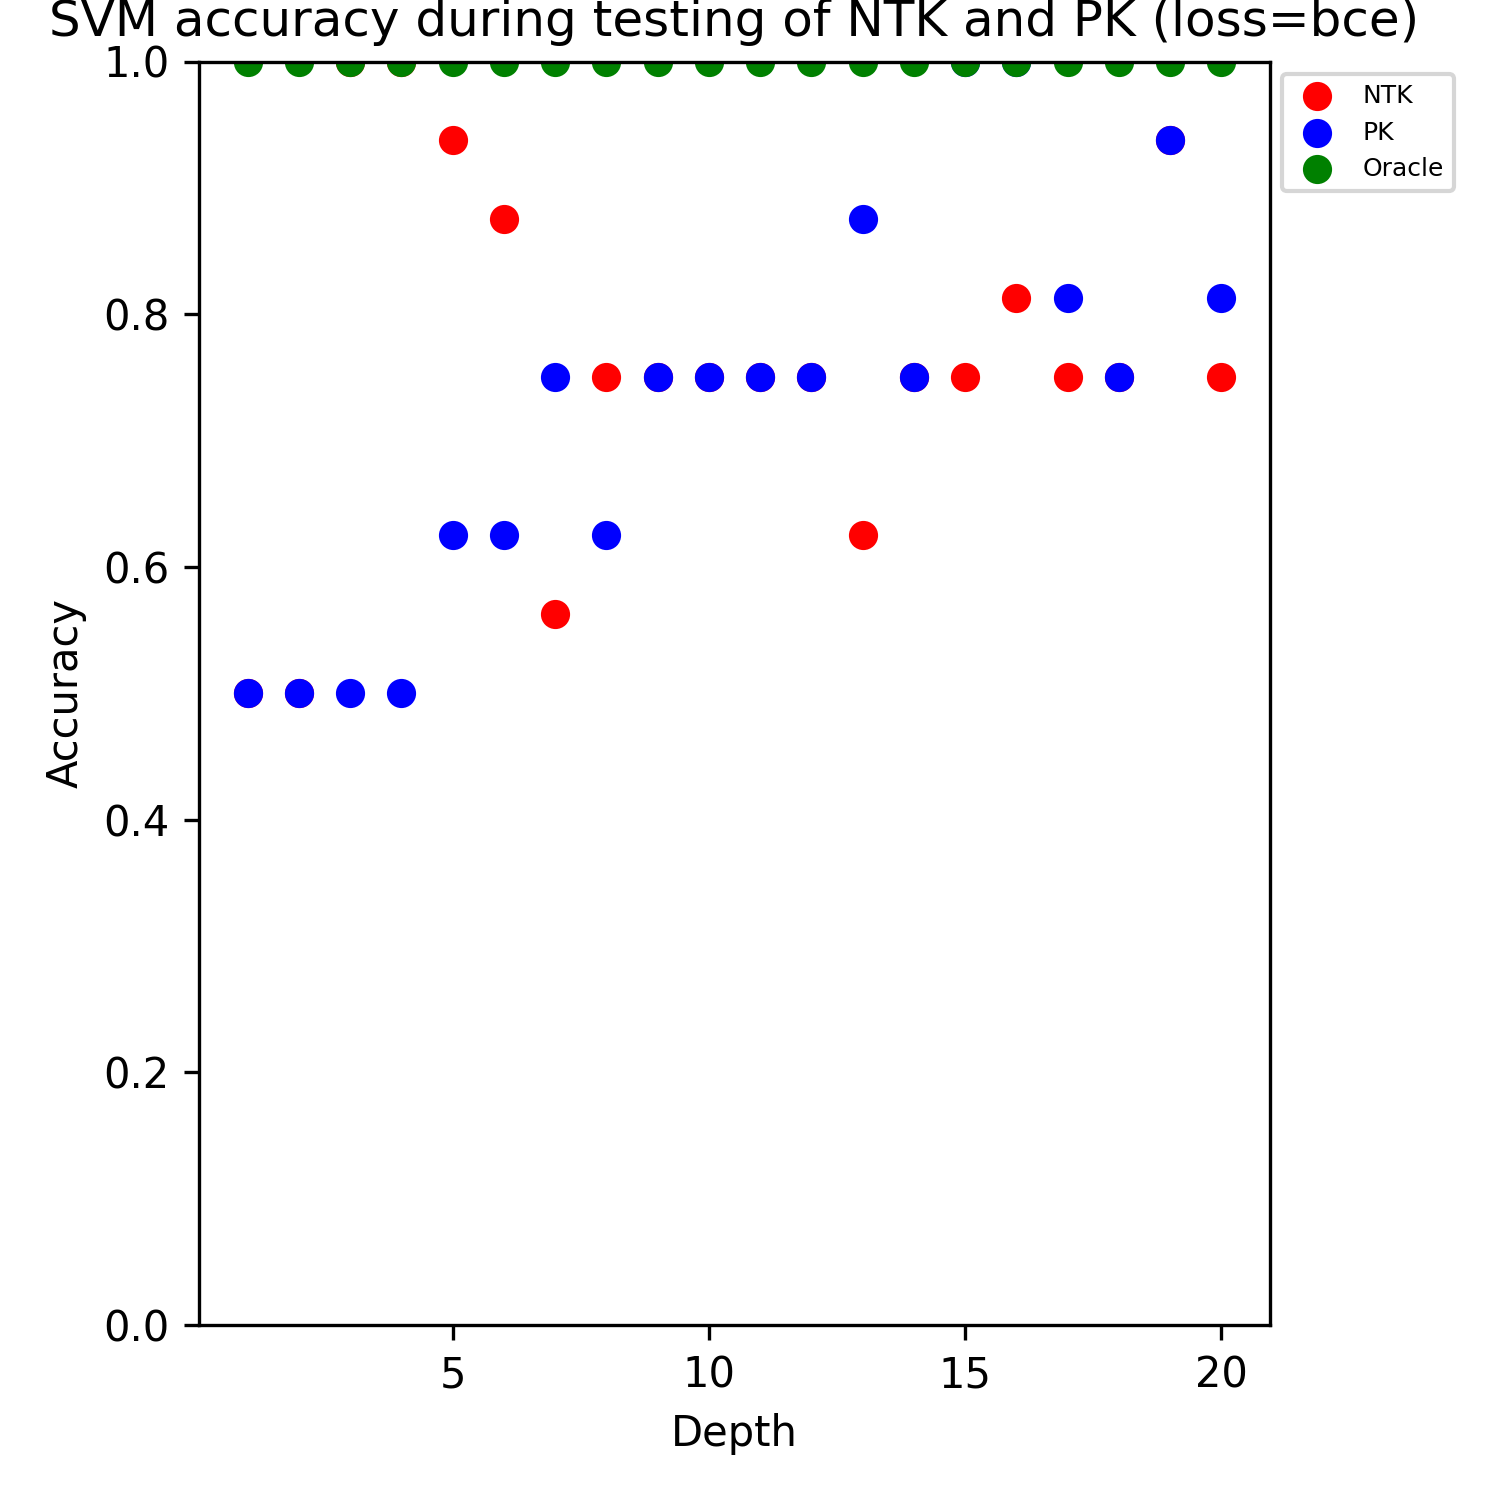 SVM accuracy during testing of NTK and PK (loss=bce)
1.0
0.8
0.6
0.4
0.2
0.0
Accuracy
5 10 15 20
Depth
NTK
PK
Oracle